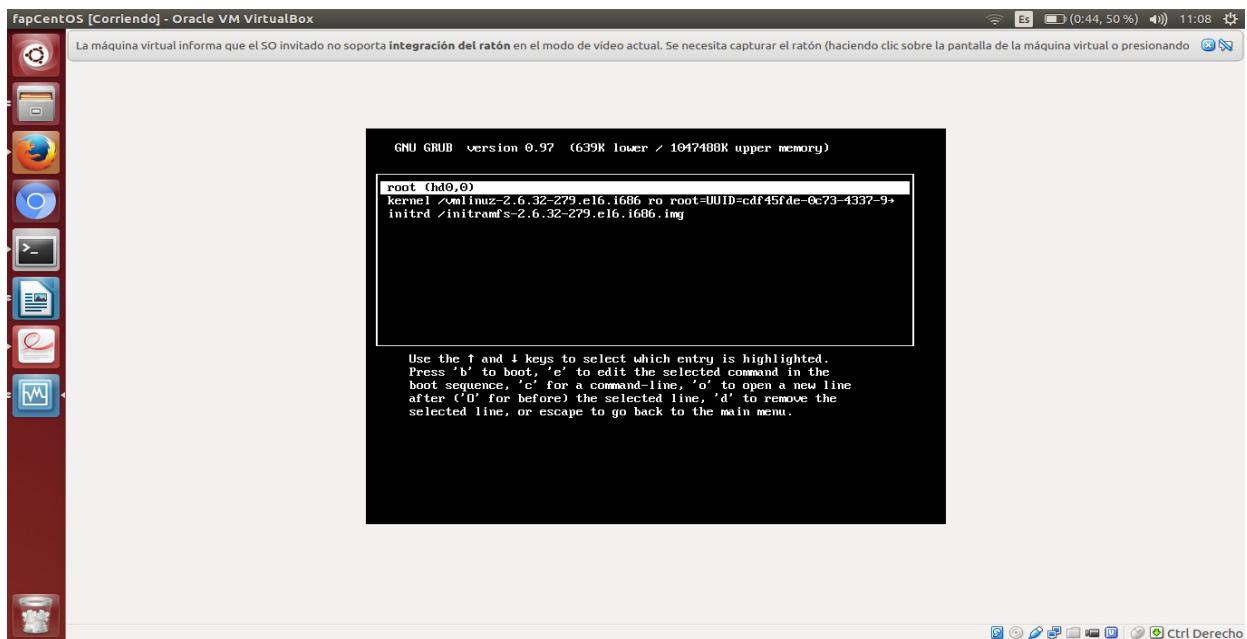 fapCentOS [Corriendo] - Oracle VM VirtualBox
Es (0:44, 50 %) 11:08
La máquina virtual informa que el SO invitado no soporta integración del ratón en el modo de vídeo actual. Se necesita capturar el ratón (haciendo clic sobre la pantalla de la máquina virtual o presionando
GNU GRUB version 0.97 (639K lower / 1047488K upper memory)
root (hd0,0)
kernel /vmlinuz-2.6.32-279.el6.i686 ro root=UUID=cdf45fde-0c73-4337-9→
initrd /initramfs-2.6.32-279.el6.i686.img
Use the ↑ and ↓ keys to select which entry is highlighted.
Press 'b' to boot, 'e' to edit the selected command in the
boot sequence, 'c' for a command-line, 'o' to open a new line
after ('O' for before) the selected line, 'd' to remove the
selected line, or escape to go back to the main menu.
Ctrl Derecho